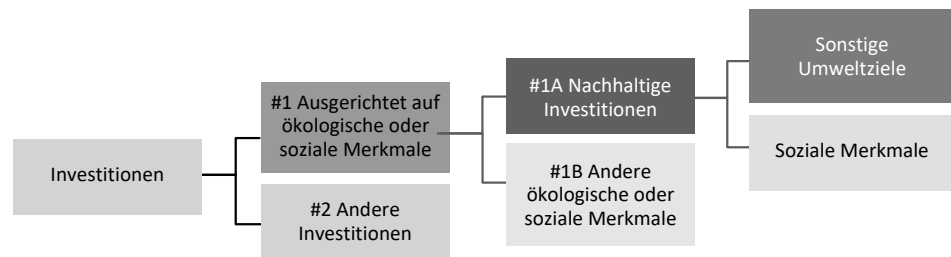 Investitionen
#1 Ausgerichtet auf
ökologische oder
soziale Merkmale
#2 Andere
Investitionen
#1A Nachhaltige
Investitionen
#1B Andere
ökologische oder
soziale Merkmale
Sonstige
Umweltziele
Soziale Merkmale